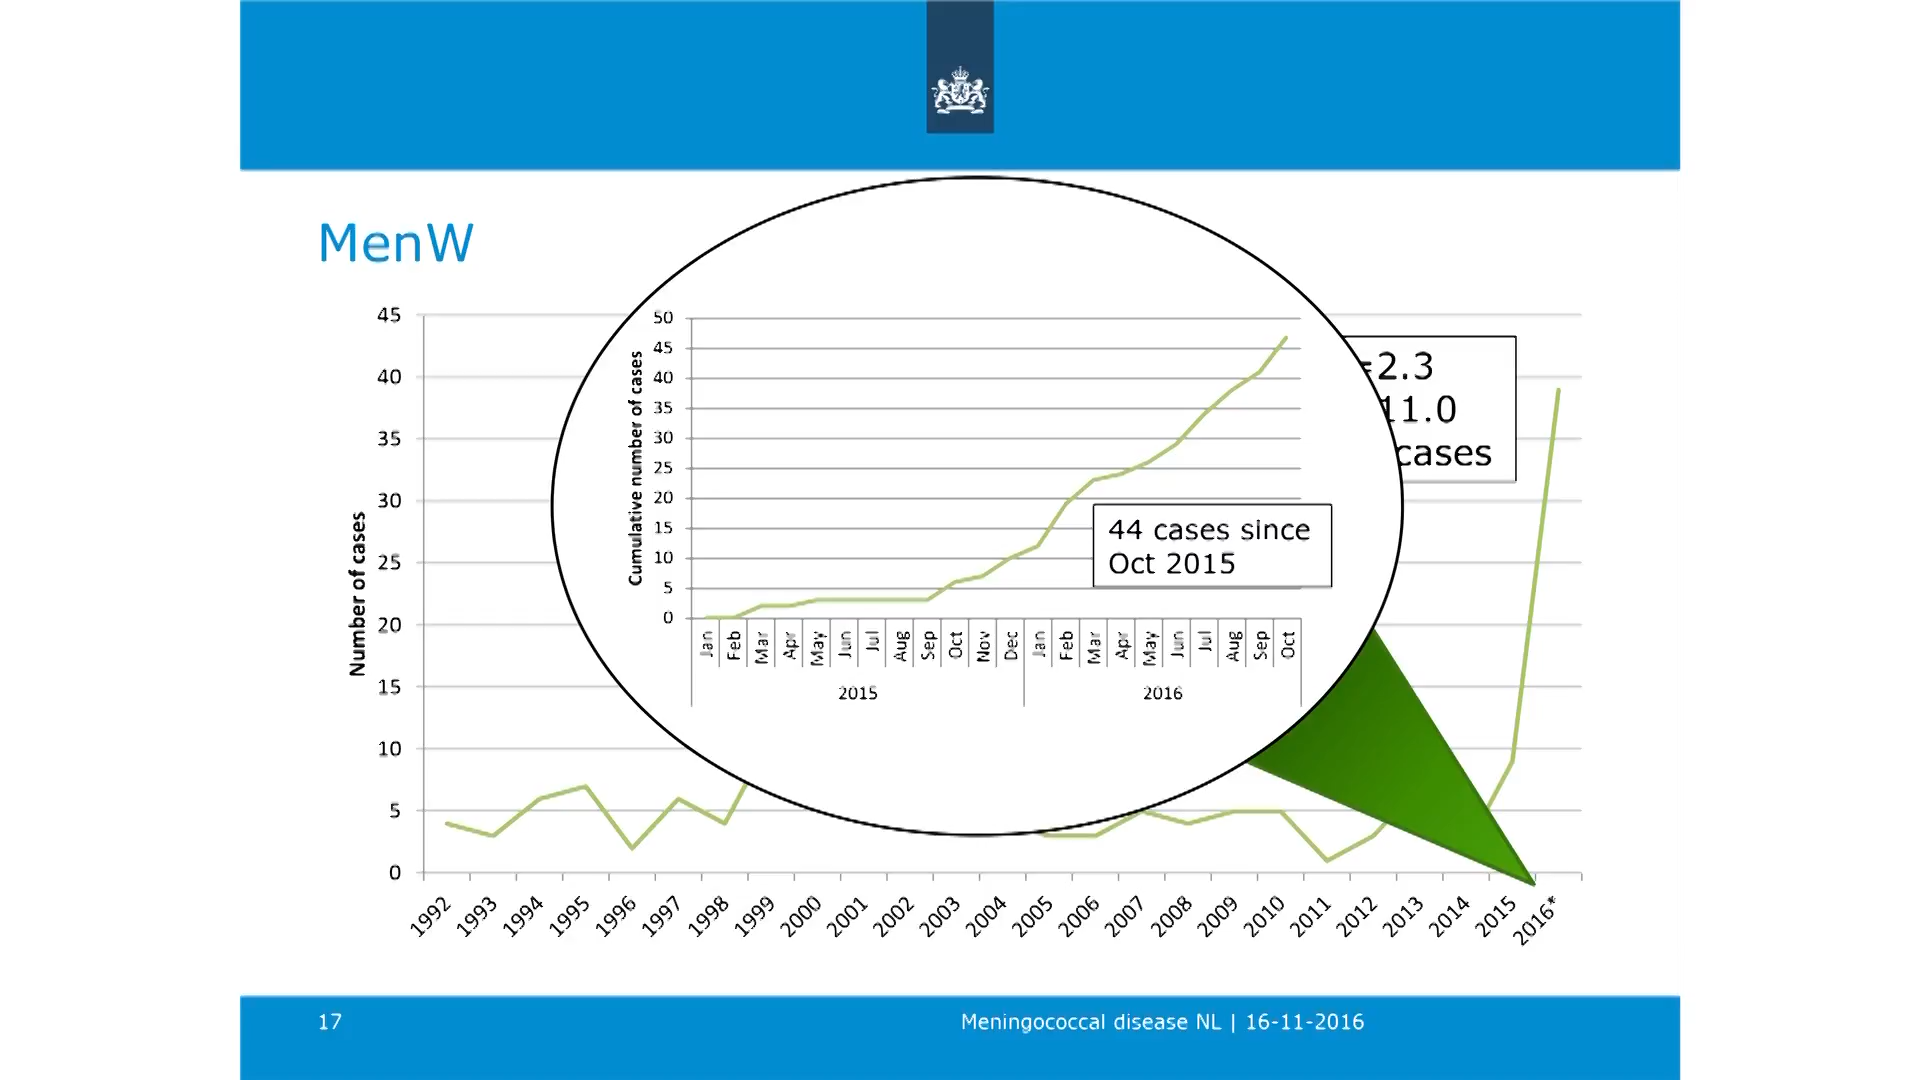 MenW
Number of cases
45
40
35
30
25
20
15
10
5
0
1992 1993 1994 1995 1996 1997 1998 1999 2000 2001 2002 2003 2004 2005 2006 2007 2008 2009 2010 2011 2012 2013 2014 2015 2016*
=2.3
11.0
cases
Cumulative number of cases
50
45
40
35
30
25
20
15
10
5
0
Jan Feb Mar Apr May Jun Jul Aug Sep Oct Nov Dec Jan Feb Mar Apr May Jun Jul Aug Sep Oct
2015 2016
44 cases since
Oct 2015
17 Meningococcal disease NL | 16-11-2016